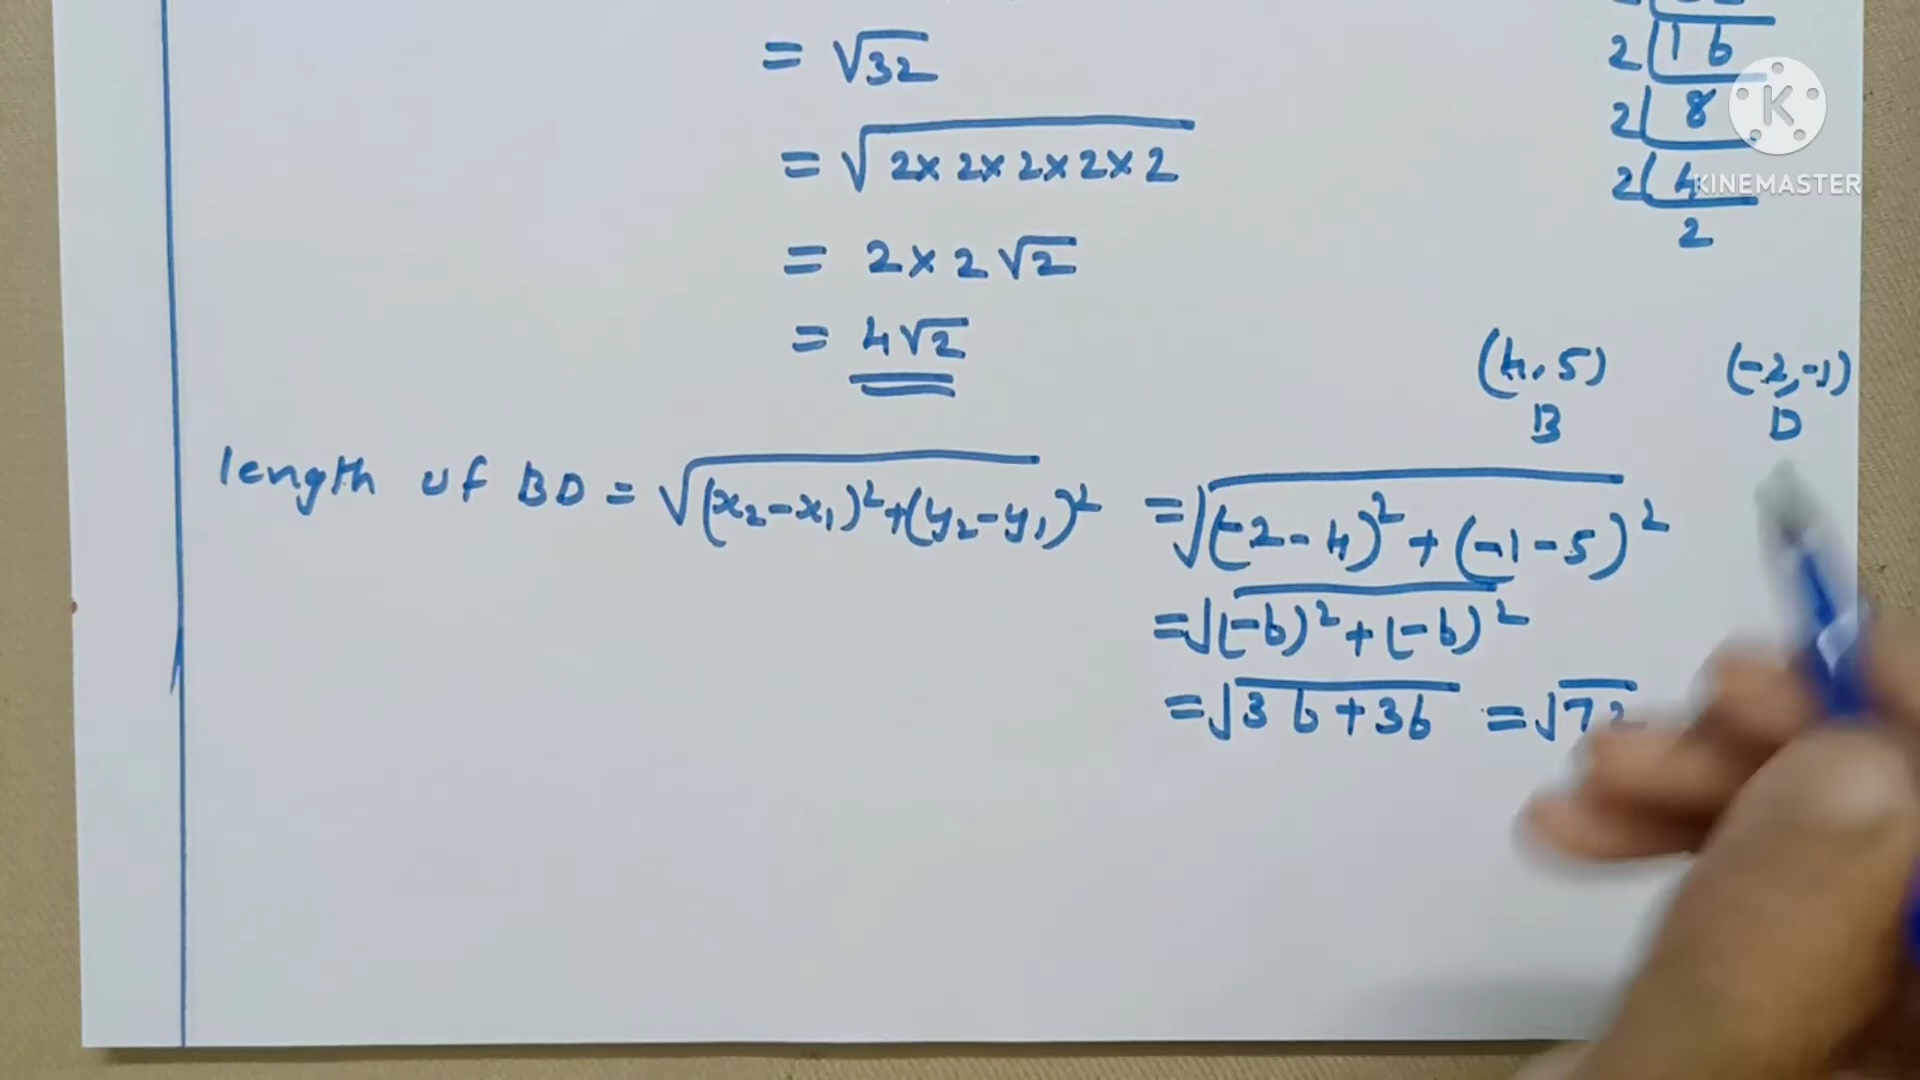 = √32
= √2×2×2×2×2
= 2×2√2
= 4√2
2 16
2 8
2 4
2
KINEMASTER
(4,5) (-2,-1)
B D
length of BD = √(x₂-x₁)²+(y₂-y₁)² = √(-2-4)²+(-1-5)²
= √(-6)²+(-6)²
= √36+36 = √72